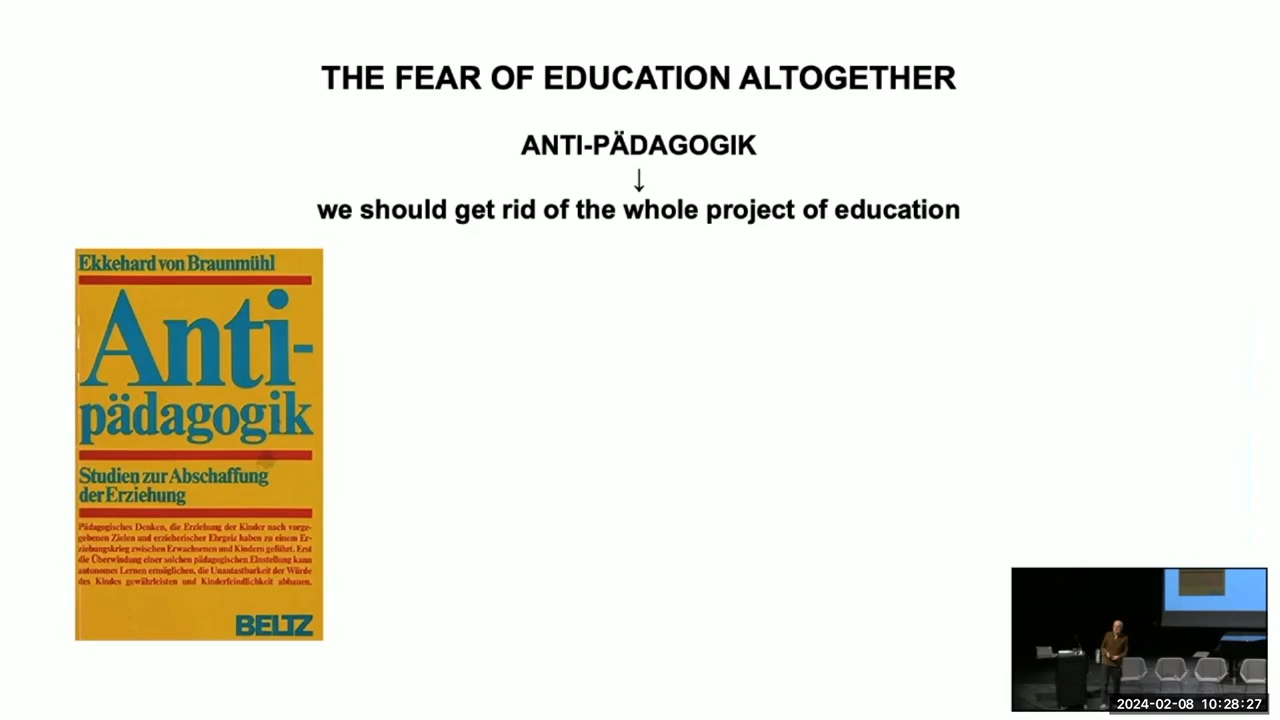 THE FEAR OF EDUCATION ALTOGETHER
ANTI-PÄDAGOGIK
↓
we should get rid of the whole project of education
Ekkehard von Braunmühl
Anti-
pädagogik
Studien zur Abschaffung
der Erziehung
Pädagogisches Denken, die Erziehung der Kinder nach vorge-
gebenen Zielen und erzieherischer Ehrgeiz haben zu einem Er-
ziehungskrieg zwischen Erwachsenen und Kindern geführt. Erst
die Überwindung einer solchen pädagogischen Einstellung kann
autonomes Lernen ermöglichen, die Unantastbarkeit der Würde
des Kindes gewährleisten und Kinderfeindlichkeit abbauen.
BELTZ
2024-02-08 10:28:27